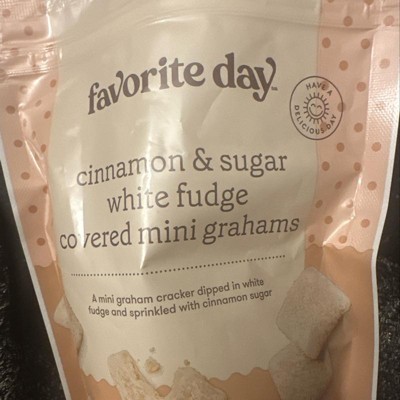 favorite day
HAVE A
DELICIOUS DAY
cinnamon & sugar
white fudge
covered mini grahams
A mini graham cracker dipped in white
fudge and sprinkled with cinnamon sugar